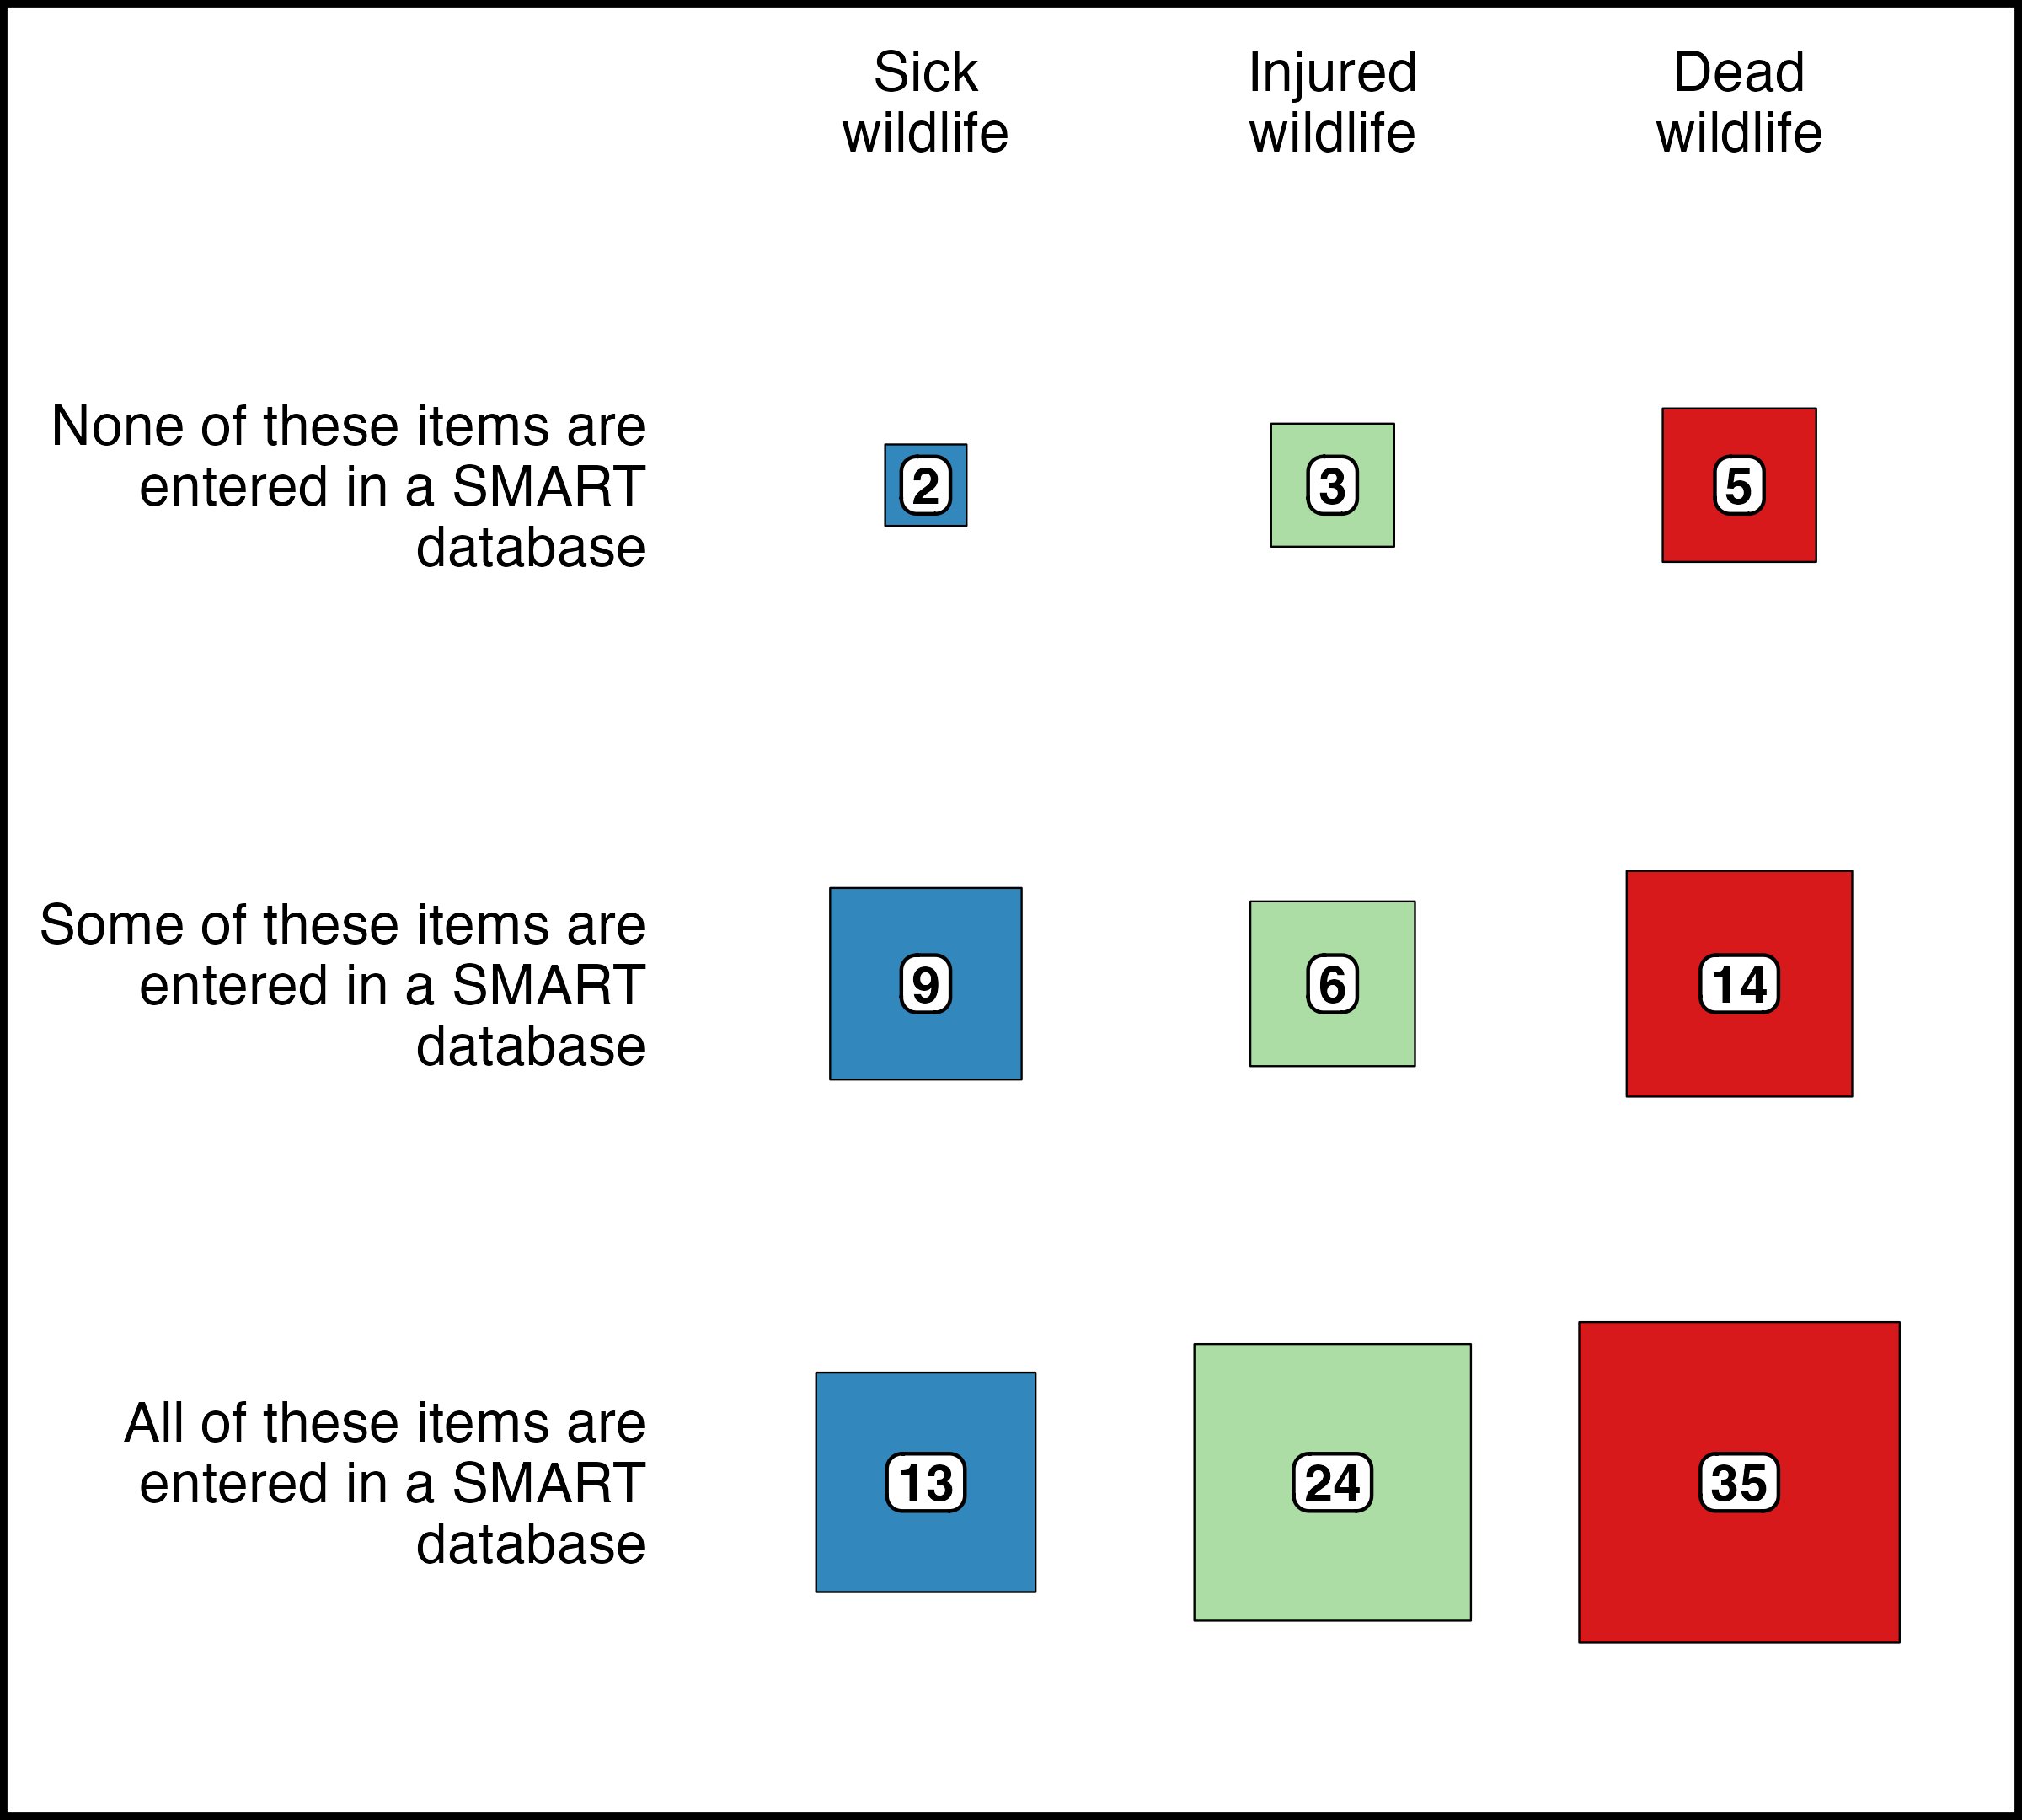 Sick
wildlife
Injured
wildlife
Dead
wildlife
None of these items are
entered in a SMART
database
2
3
5
Some of these items are
entered in a SMART
database
9
6
14
All of these items are
entered in a SMART
database
13
24
35